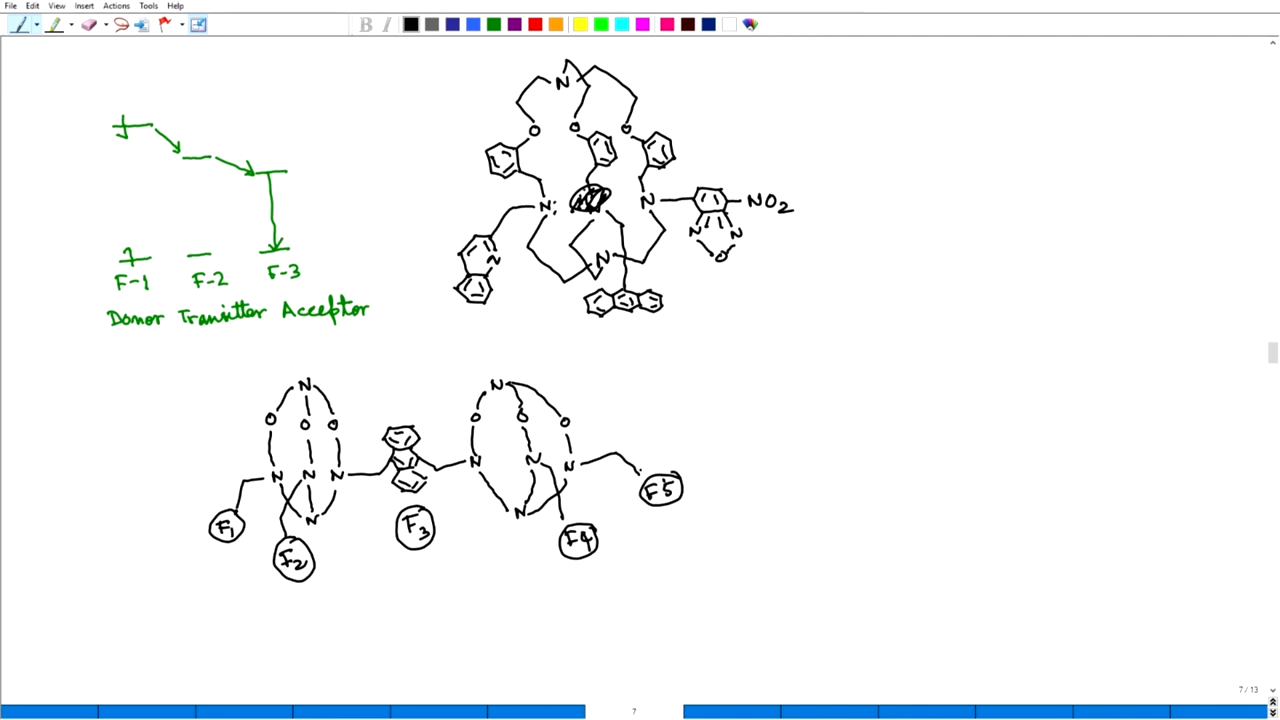 File Edit View Insert Actions Tools Help
B I
F-1 F-2 F-3
Donor Transitter Acceptor
N
O O O
N: N NO2
N N N
N O
N N
O O O O O O
N N N N N N
N N
F1 F2 F3 F4 F5
7 / 13
7